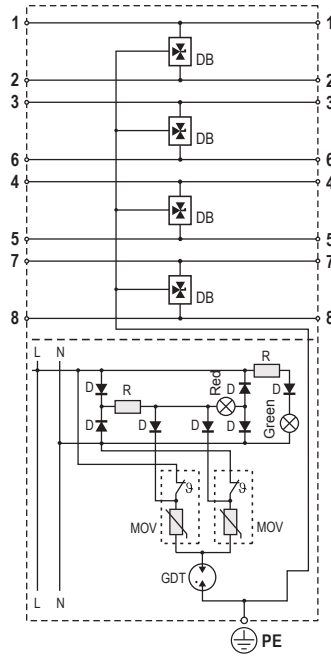 1 1
DB
2 2
3 3
DB
6 6
4 4
DB
5 5
7 7
DB
8 8
L N
R
Red
D R D D
Green
D D D D
ϑ ϑ
MOV MOV
GDT
L N
PE